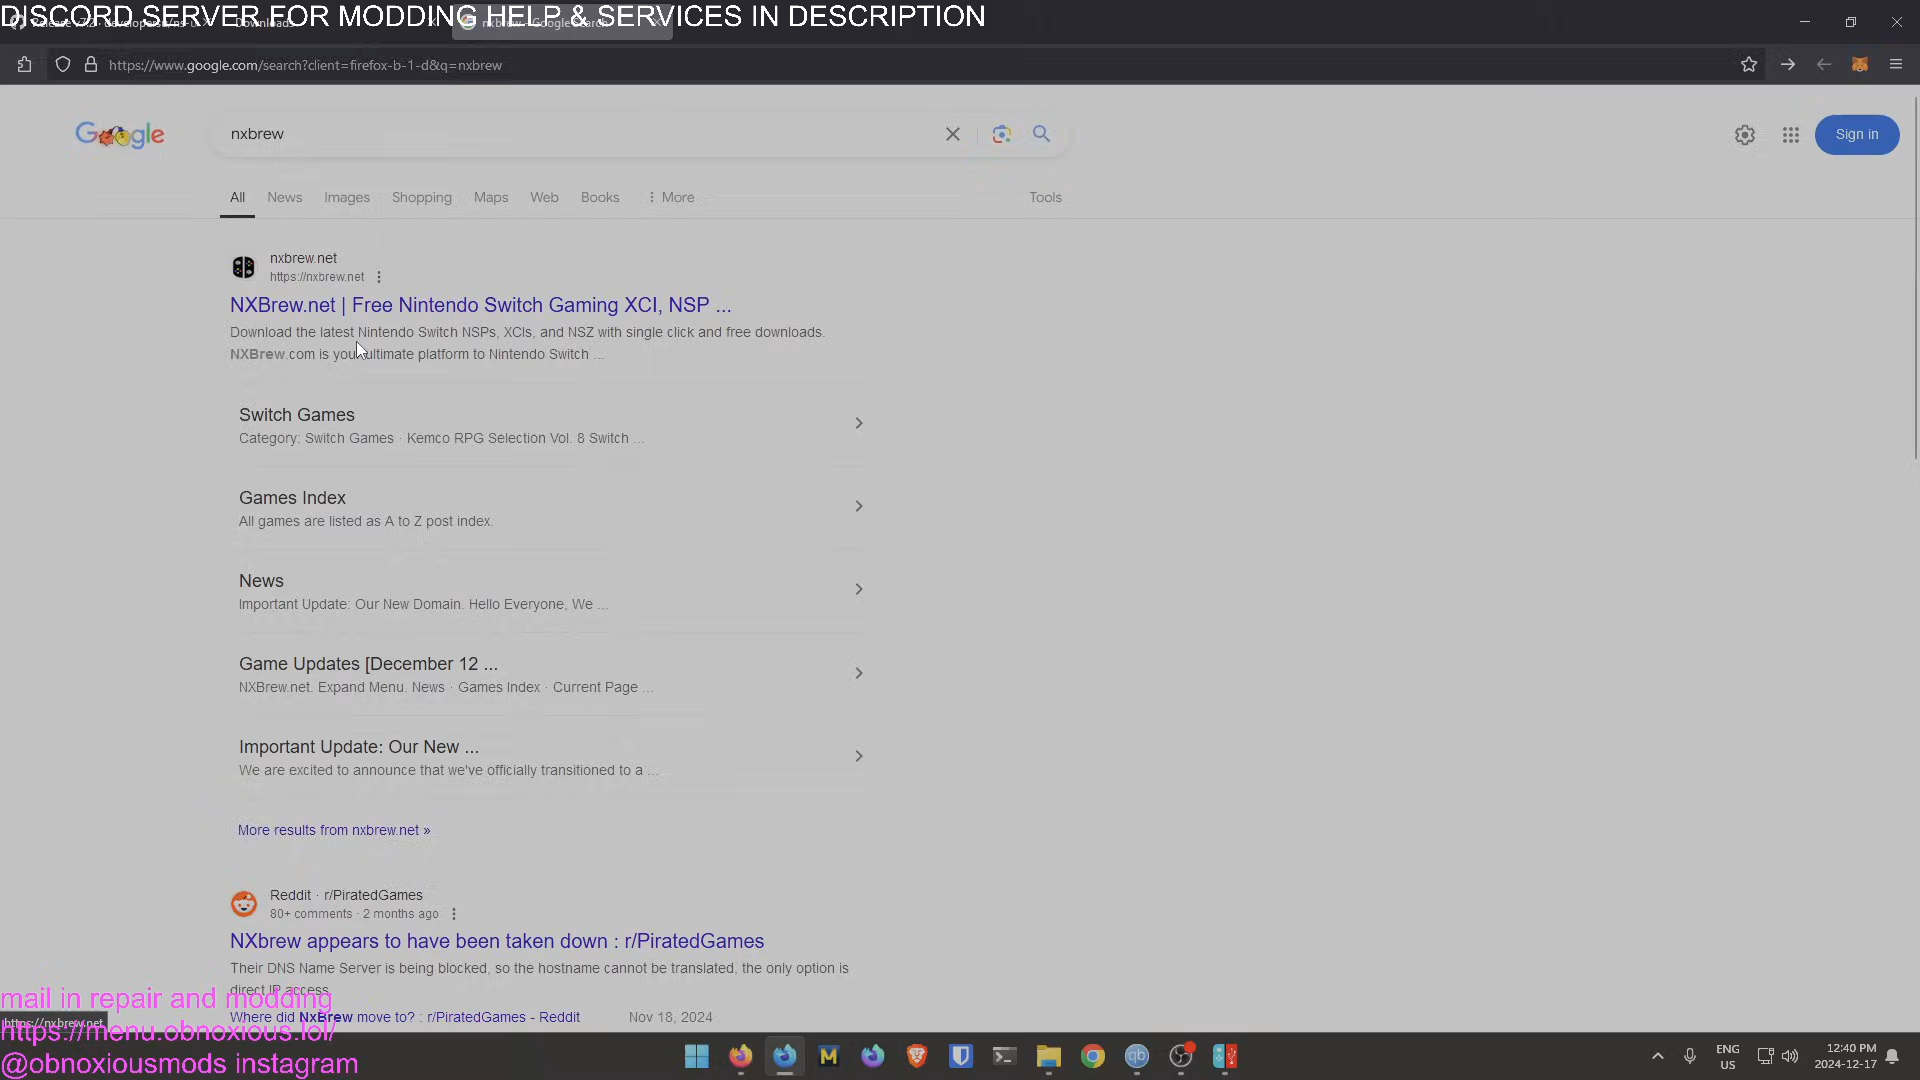 DISCORD SERVER FOR MODDING HELP & SERVICES IN DESCRIPTION
nxbrew - Google Search
https://www.google.com/search?client=firefox-b-1-d&q=nxbrew
Google
nxbrew
Sign in
All
News
Images
Shopping
Maps
Web
Books
More
Tools
nxbrew.net
https://nxbrew.net
NXBrew.net | Free Nintendo Switch Gaming XCI, NSP ...
Download the latest Nintendo Switch NSPs, XCIs, and NSZ with single click and free downloads.
NXBrew.com is your ultimate platform to Nintendo Switch ...
Switch Games
Category: Switch Games · Kemco RPG Selection Vol. 8 Switch ...
Games Index
All games are listed as A to Z post index.
News
Important Update: Our New Domain. Hello Everyone, We ...
Game Updates [December 12 ...
NXBrew.net. Expand Menu. News · Games Index · Current Page ...
Important Update: Our New ...
We are excited to announce that we've officially transitioned to a ...
More results from nxbrew.net »
Reddit · r/PiratedGames
80+ comments · 2 months ago
NXbrew appears to have been taken down : r/PiratedGames
Their DNS Name Server is being blocked, so the hostname cannot be translated, the only option is
direct IP access.
Where did NxBrew move to? : r/PiratedGames - Reddit
Nov 18, 2024
mail in repair and modding
https://nxbrew.net
https://menu.obnoxious.lol/
@obnoxiousmods instagram
ENG
US
12:40 PM
2024-12-17